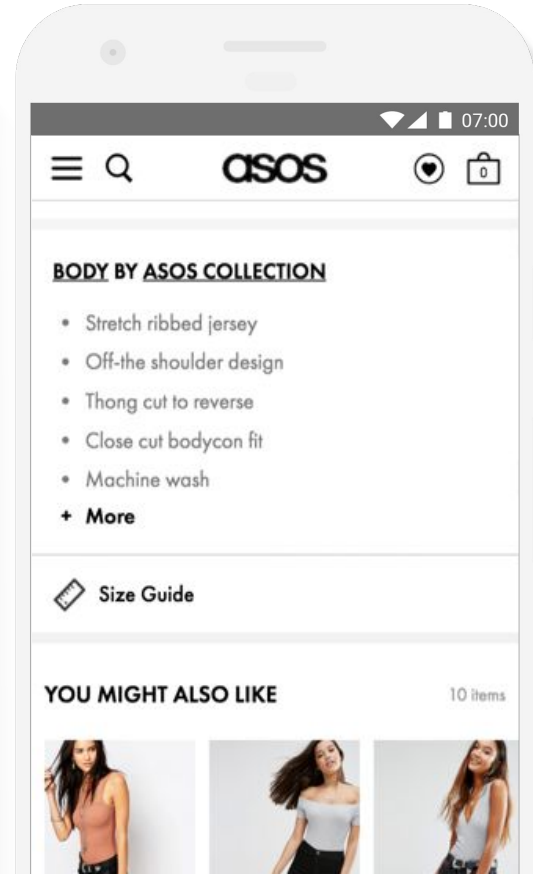 07:00
asos
0
BODY BY ASOS COLLECTION
• Stretch ribbed jersey
• Off-the shoulder design
• Thong cut to reverse
• Close cut bodycon fit
• Machine wash
+ More
Size Guide
YOU MIGHT ALSO LIKE 10 items